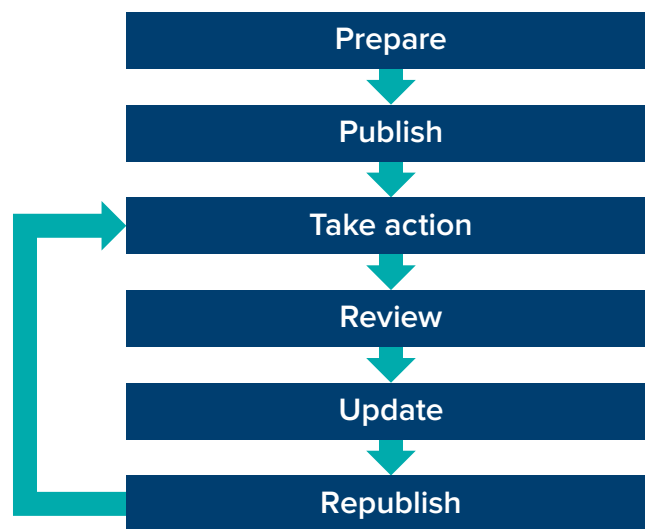 Prepare
Publish
Take action
Review
Update
Republish